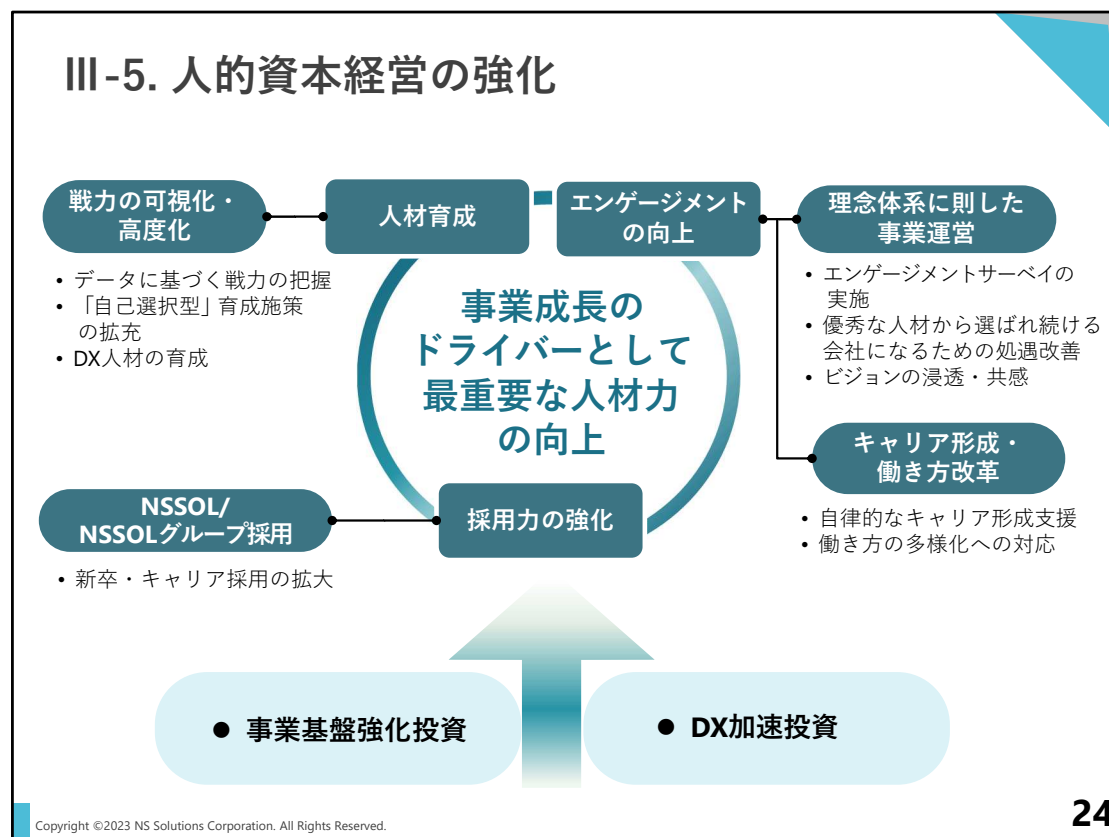 Ⅲ-5. 人的資本経営の強化
戦力の可視化・
高度化
• データに基づく戦力の把握
• 「自己選択型」育成施策
の拡充
• DX人材の育成
人材育成
エンゲージメント
の向上
理念体系に則した
事業運営
• エンゲージメントサーベイの
実施
• 優秀な人材から選ばれ続ける
会社になるための処遇改善
• ビジョンの浸透・共感
事業成長の
ドライバーとして
最重要な人材力
の向上
キャリア形成・
働き方改革
• 自律的なキャリア形成支援
• 働き方の多様化への対応
NSSOL/
NSSOLグループ採用
• 新卒・キャリア採用の拡大
採用力の強化
● 事業基盤強化投資
● DX加速投資
Copyright ©2023 NS Solutions Corporation. All Rights Reserved.
24